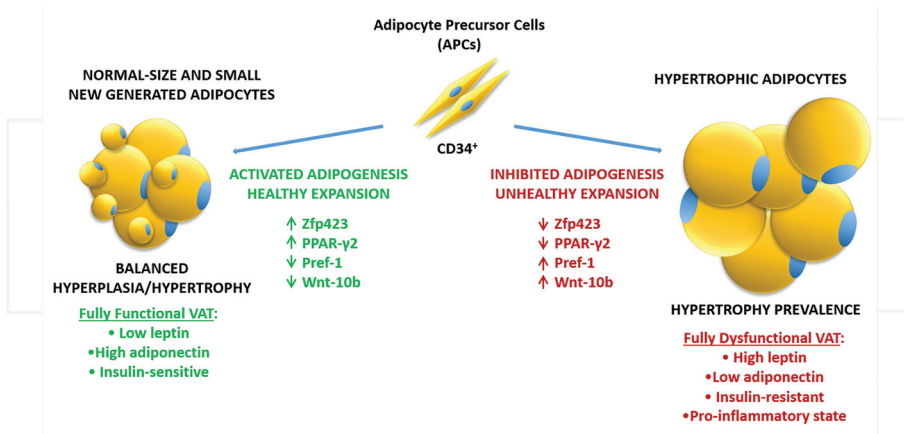 Adipocyte Precursor Cells
(APCs)
CD34⁺
NORMAL-SIZE AND SMALL
NEW GENERATED ADIPOCYTES
BALANCED
HYPERPLASIA/HYPERTROPHY
Fully Functional VAT:
• Low leptin
•High adiponectin
• Insulin-sensitive
ACTIVATED ADIPOGENESIS
HEALTHY EXPANSION
↑ Zfp423
↑ PPAR-γ2
↓ Pref-1
↓ Wnt-10b
INHIBITED ADIPOGENESIS
UNHEALTHY EXPANSION
↓ Zfp423
↓ PPAR-γ2
↑ Pref-1
↑ Wnt-10b
HYPERTROPHIC ADIPOCYTES
HYPERTROPHY PREVALENCE
Fully Dysfunctional VAT:
• High leptin
•Low adiponectin
• Insulin-resistant
•Pro-inflammatory state